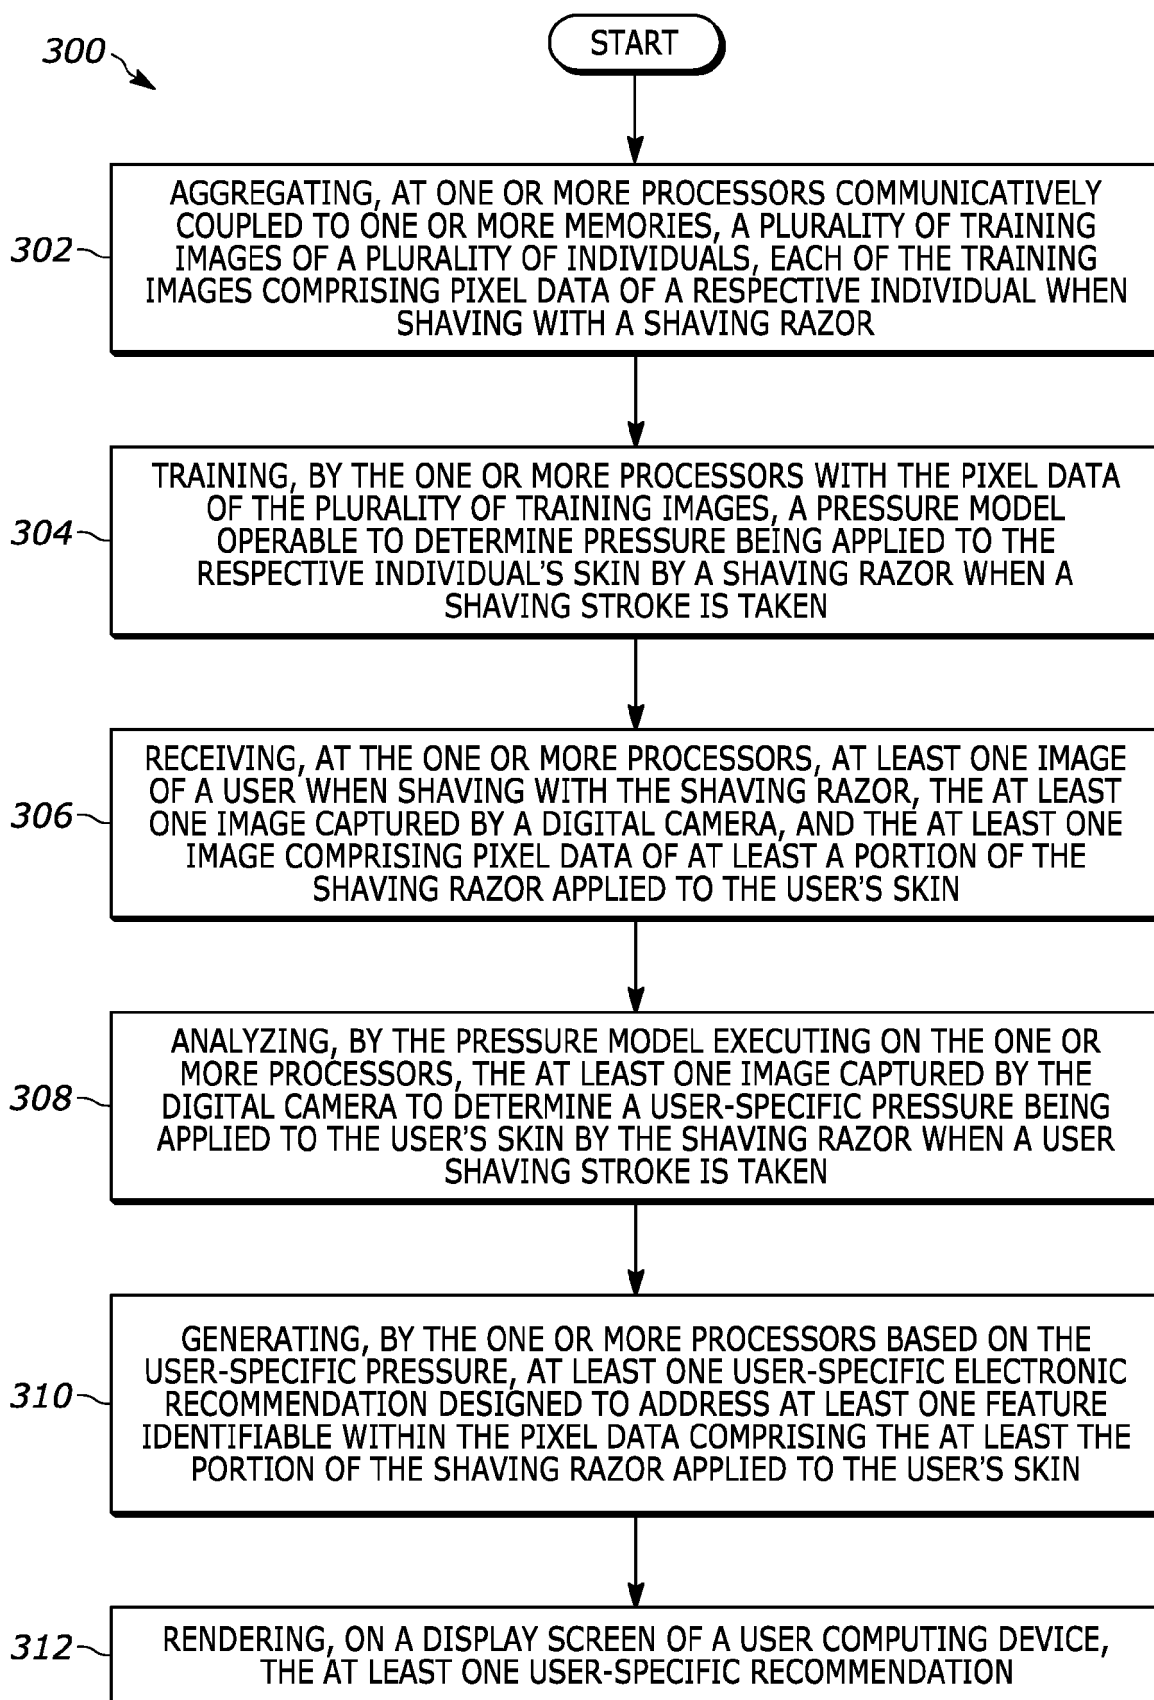 300
START
302
AGGREGATING, AT ONE OR MORE PROCESSORS COMMUNICATIVELY
COUPLED TO ONE OR MORE MEMORIES, A PLURALITY OF TRAINING
IMAGES OF A PLURALITY OF INDIVIDUALS, EACH OF THE TRAINING
IMAGES COMPRISING PIXEL DATA OF A RESPECTIVE INDIVIDUAL WHEN
SHAVING WITH A SHAVING RAZOR
304
TRAINING, BY THE ONE OR MORE PROCESSORS WITH THE PIXEL DATA
OF THE PLURALITY OF TRAINING IMAGES, A PRESSURE MODEL
OPERABLE TO DETERMINE PRESSURE BEING APPLIED TO THE
RESPECTIVE INDIVIDUAL'S SKIN BY A SHAVING RAZOR WHEN A
SHAVING STROKE IS TAKEN
306
RECEIVING, AT THE ONE OR MORE PROCESSORS, AT LEAST ONE IMAGE
OF A USER WHEN SHAVING WITH THE SHAVING RAZOR, THE AT LEAST
ONE IMAGE CAPTURED BY A DIGITAL CAMERA, AND THE AT LEAST ONE
IMAGE COMPRISING PIXEL DATA OF AT LEAST A PORTION OF THE
SHAVING RAZOR APPLIED TO THE USER'S SKIN
308
ANALYZING, BY THE PRESSURE MODEL EXECUTING ON THE ONE OR
MORE PROCESSORS, THE AT LEAST ONE IMAGE CAPTURED BY THE
DIGITAL CAMERA TO DETERMINE A USER-SPECIFIC PRESSURE BEING
APPLIED TO THE USER'S SKIN BY THE SHAVING RAZOR WHEN A USER
SHAVING STROKE IS TAKEN
310
GENERATING, BY THE ONE OR MORE PROCESSORS BASED ON THE
USER-SPECIFIC PRESSURE, AT LEAST ONE USER-SPECIFIC ELECTRONIC
RECOMMENDATION DESIGNED TO ADDRESS AT LEAST ONE FEATURE
IDENTIFIABLE WITHIN THE PIXEL DATA COMPRISING THE AT LEAST THE
PORTION OF THE SHAVING RAZOR APPLIED TO THE USER'S SKIN
312
RENDERING, ON A DISPLAY SCREEN OF A USER COMPUTING DEVICE,
THE AT LEAST ONE USER-SPECIFIC RECOMMENDATION